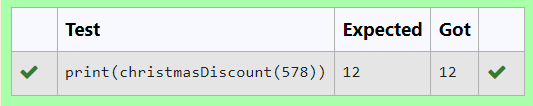 Test Expected Got
print(christmasDiscount(578)) 12 12